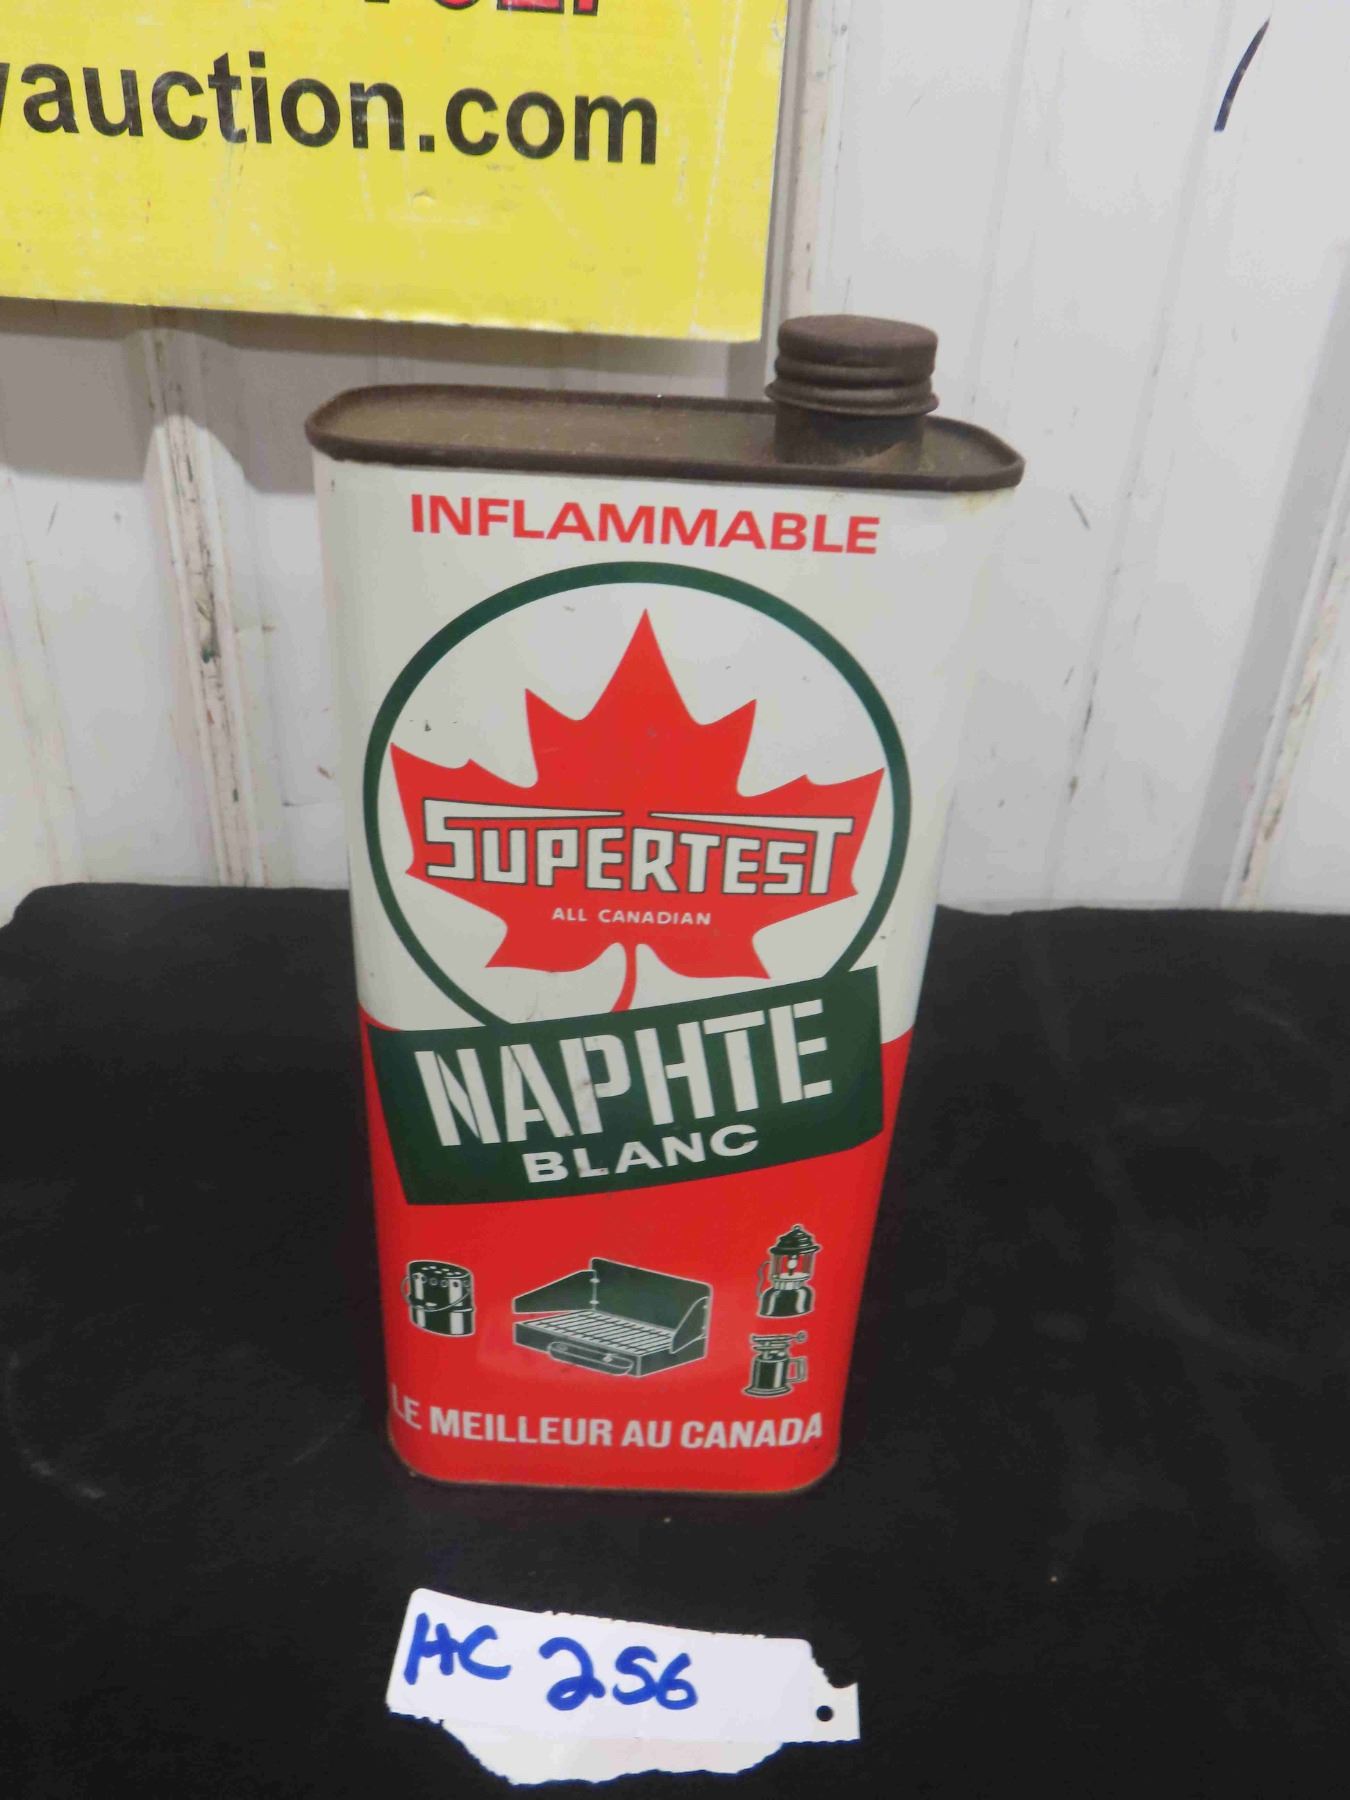 auction.com
INFLAMMABLE
SUPERTEST
ALL CANADIAN
NAPHTE
BLANC
LE MEILLEUR AU CANADA
HC 256